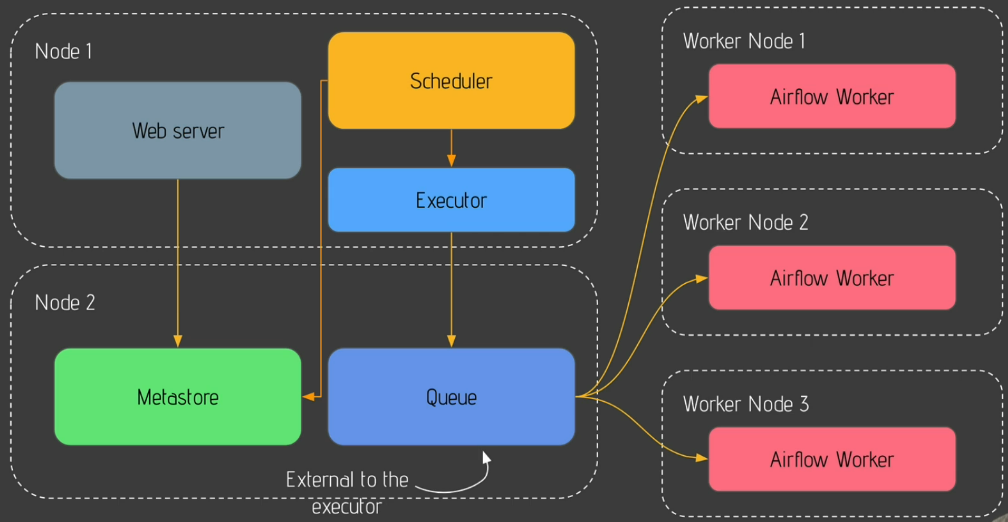 Node 1
Web server
Scheduler
Executor
Node 2
Metastore
Queue
External to the
executor
Worker Node 1
Airflow Worker
Worker Node 2
Airflow Worker
Worker Node 3
Airflow Worker